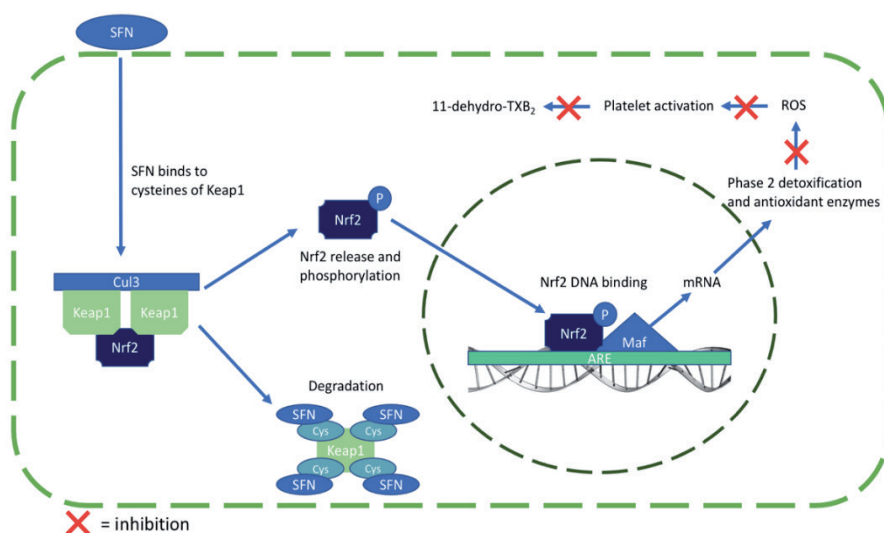 SFN
11-dehydro-TXB₂
Platelet activation
ROS
SFN binds to
cysteines of Keap1
Phase 2 detoxification
and antioxidant enzymes
P
Nrf2
Nrf2 release and
phosphorylation
Cul3
Keap1
Keap1
Nrf2
Nrf2 DNA binding
mRNA
P
Nrf2
Maf
ARE
Degradation
SFN
SFN
Cys
Cys
Keap1
Cys
Cys
SFN
SFN
= inhibition